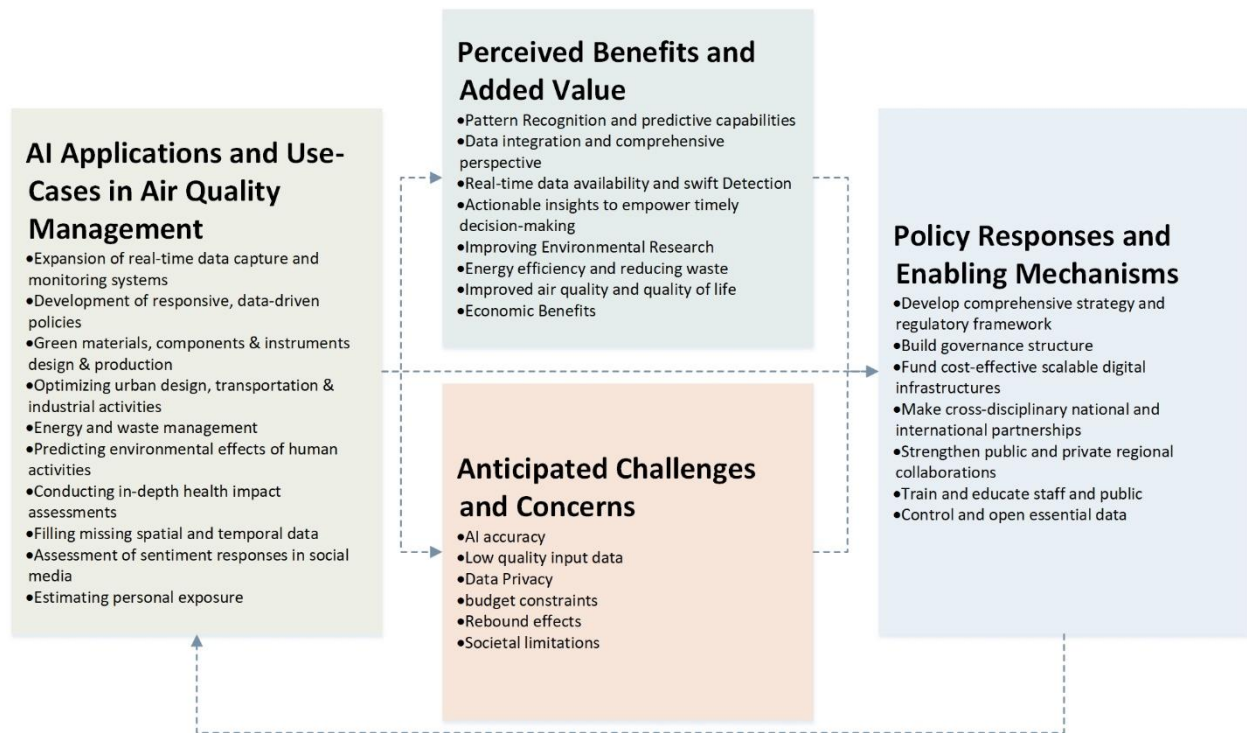 AI Applications and Use-
Cases in Air Quality
Management
•Expansion of real-time data capture and
monitoring systems
•Development of responsive, data-driven
policies
•Green materials, components & instruments
design & production
•Optimizing urban design, transportation &
industrial activities
•Energy and waste management
•Predicting environmental effects of human
activities
•Conducting in-depth health impact
assessments
•Filling missing spatial and temporal data
•Assessment of sentiment responses in social
media
•Estimating personal exposure
Perceived Benefits and
Added Value
•Pattern Recognition and predictive capabilities
•Data integration and comprehensive
perspective
•Real-time data availability and swift Detection
•Actionable insights to empower timely
decision-making
•Improving Environmental Research
•Energy efficiency and reducing waste
•Improved air quality and quality of life
•Economic Benefits
Anticipated Challenges
and Concerns
•AI accuracy
•Low quality input data
•Data Privacy
•budget constraints
•Rebound effects
•Societal limitations
Policy Responses and
Enabling Mechanisms
•Develop comprehensive strategy and
regulatory framework
•Build governance structure
•Fund cost-effective scalable digital
infrastructures
•Make cross-disciplinary national and
international partnerships
•Strengthen public and private regional
collaborations
•Train and educate staff and public
•Control and open essential data